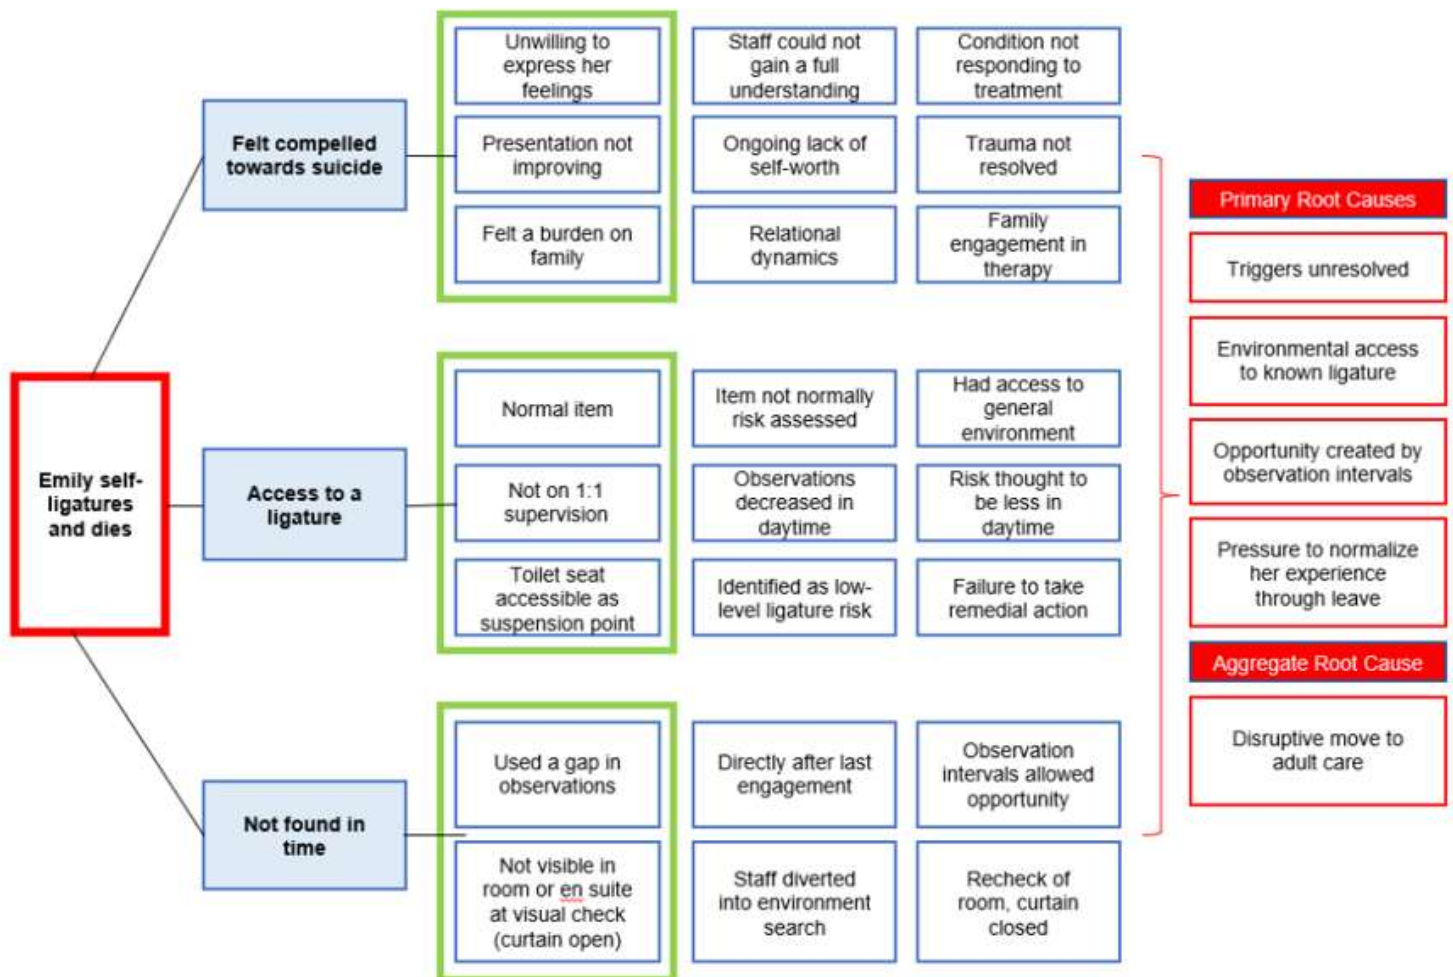 Emily self-
ligatures
and dies
Felt compelled
towards suicide
Unwilling to
express her
feelings
Staff could not
gain a full
understanding
Condition not
responding to
treatment
Presentation not
improving
Ongoing lack of
self-worth
Trauma not
resolved
Felt a burden on
family
Relational
dynamics
Family
engagement in
therapy
Access to a
ligature
Normal item
Item not normally
risk assessed
Had access to
general
environment
Not on 1:1
supervision
Observations
decreased in
daytime
Risk thought to
be less in
daytime
Toilet seat
accessible as
suspension point
Identified as low-
level ligature risk
Failure to take
remedial action
Not found in
time
Used a gap in
observations
Directly after last
engagement
Observation
intervals allowed
opportunity
Not visible in
room or en suite
at visual check
(curtain open)
Staff diverted
into environment
search
Recheck of
room, curtain
closed
Primary Root Causes
Triggers unresolved
Environmental access
to known ligature
Opportunity created by
observation intervals
Pressure to normalize
her experience
through leave
Aggregate Root Cause
Disruptive move to
adult care